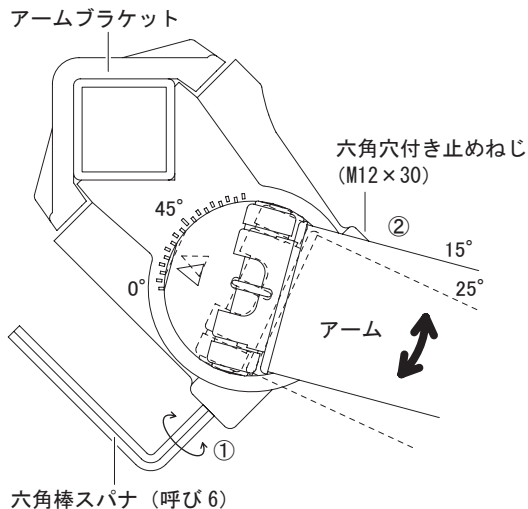 アームブラケット
六角穴付き止めねじ
(M12×30)
②
45°
15°
0°
25°
アーム
①
六角棒スパナ（呼び 6）